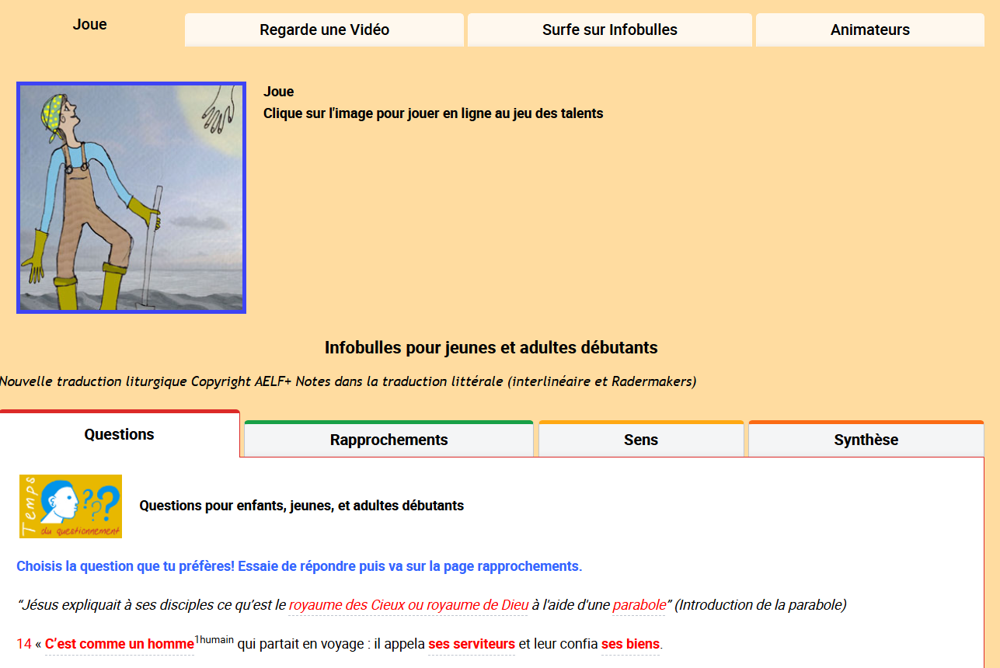 Joue
Regarde une Vidéo
Surfe sur Infobulles
Animateurs
Joue
Clique sur l'image pour jouer en ligne au jeu des talents
Infobulles pour jeunes et adultes débutants
Nouvelle traduction liturgique Copyright AELF+ Notes dans la traduction littérale (interlinéaire et Radermakers)
Questions
Rapprochements
Sens
Synthèse
Temps
du questionnement
???
Questions pour enfants, jeunes, et adultes débutants
Choisis la question que tu préfères! Essaie de répondre puis va sur la page rapprochements.
“Jésus expliquait à ses disciples ce qu’est le royaume des Cieux ou royaume de Dieu à l'aide d'une parabole” (Introduction de la parabole)
14 « C’est comme un homme1humain qui partait en voyage : il appela ses serviteurs et leur confia ses biens.